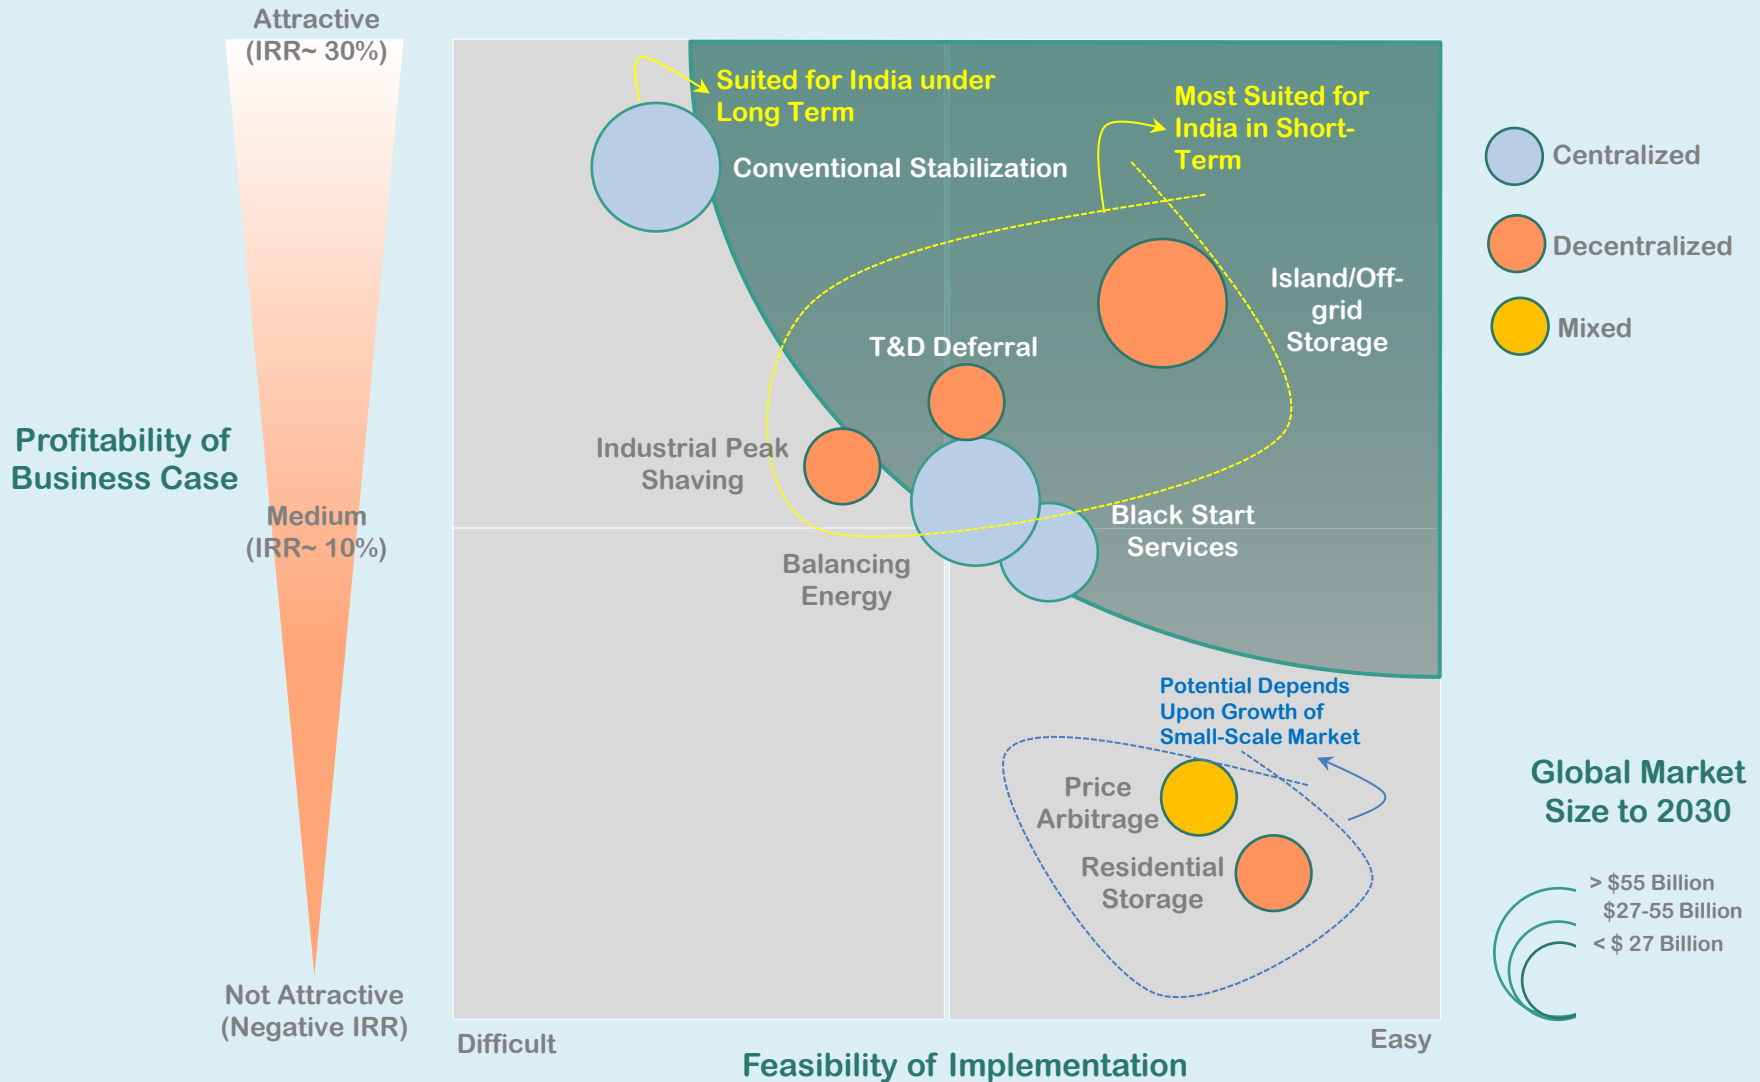 Attractive
(IRR~ 30%)
Suited for India under
Long Term
Most Suited for
India in Short-
Term
Conventional Stabilization
Centralized
Decentralized
Mixed
Island/Off-
grid
Storage
T&D Deferral
Profitability of
Business Case
Industrial Peak
Shaving
Medium
(IRR~ 10%)
Black Start
Services
Balancing
Energy
Potential Depends
Upon Growth of
Small-Scale Market
Price
Arbitrage
Residential
Storage
Global Market
Size to 2030
> $55 Billion
$27-55 Billion
< $ 27 Billion
Not Attractive
(Negative IRR)
Difficult
Easy
Feasibility of Implementation